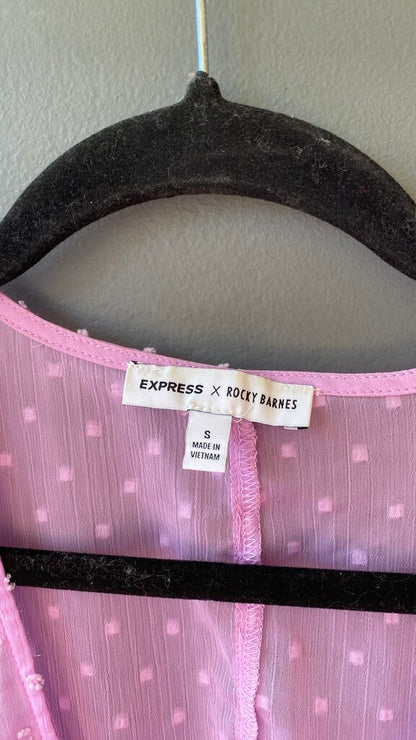 EXPRESS X ROCKY BARNES
S
MADE IN
VIETNAM